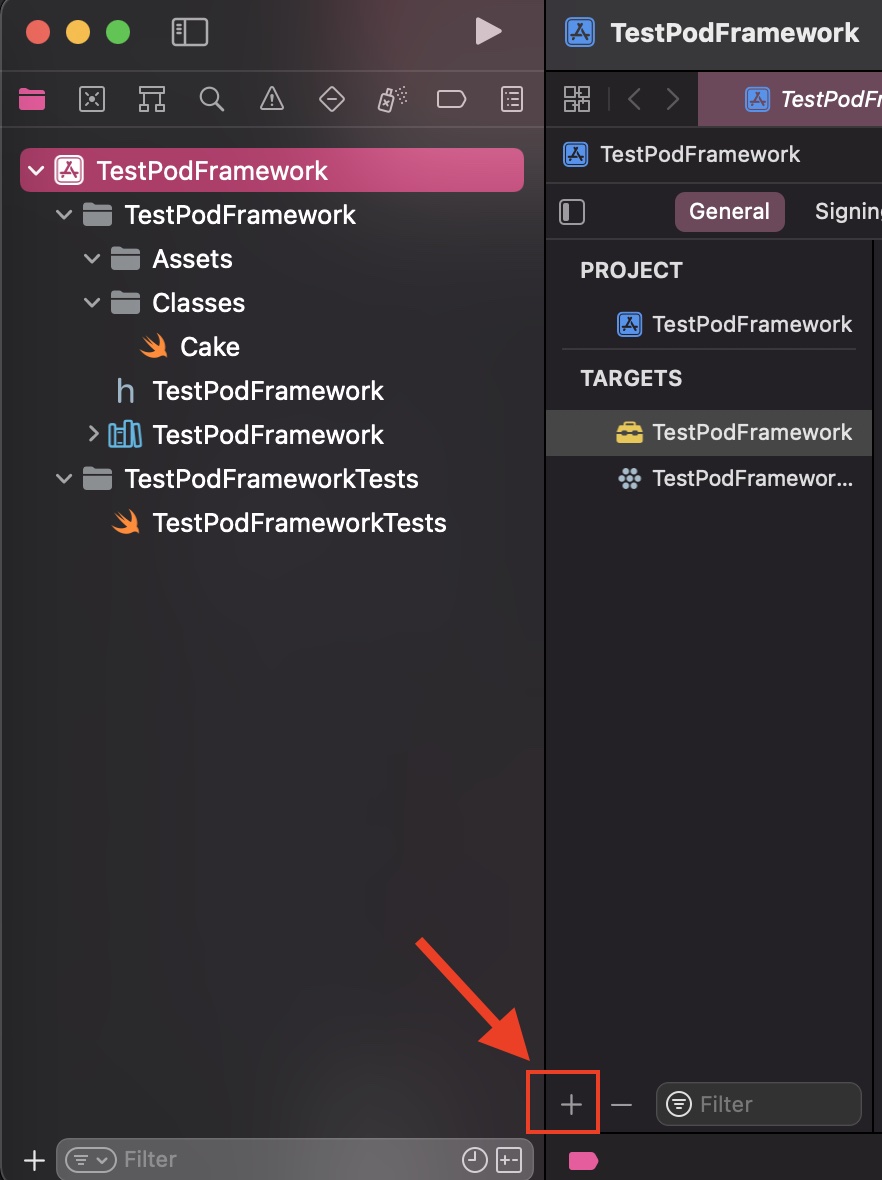 TestPodFramework
TestPodFramework
Assets
Classes
Cake
h TestPodFramework
TestPodFramework
TestPodFrameworkTests
TestPodFrameworkTests
Filter
TestPodFramework
TestPodFr
TestPodFramework
General Signing
PROJECT
TestPodFramework
TARGETS
TestPodFramework
TestPodFramewor...
Filter